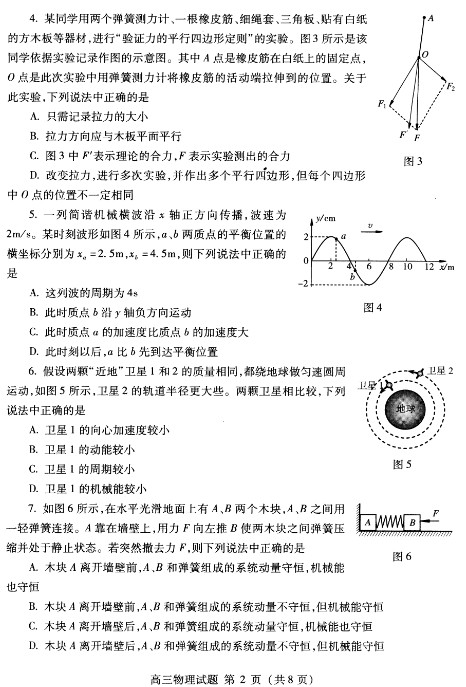 4. 某同学用两个弹簧测力计、一根橡皮筋、细绳套、三角板、贴有白纸
的方木板等器材,进行"验证力的平行四边形定则"的实验。图3所示是该
同学依据实验记录作图的示意图。其中A点是橡皮筋在白纸上的固定点,
O点是此次实验中用弹簧测力计将橡皮筋的活动端拉伸到的位置。关于
此实验,下列说法中正确的是
A. 只需记录拉力的大小
B. 拉力方向应与木板平面平行
C. 图3中F′表示理论的合力,F表示实验测出的合力
D. 改变拉力,进行多次实验,并作出多个平行四边形,但每个四边形
中O点的位置不一定相同
A
O
F₂
F₁
F′
F
图3
5. 一列简谐机械横波沿x轴正方向传播,波速为
2m/s。某时刻波形如图4所示,a、b两质点的平衡位置的
横坐标分别为xₐ=2.5m,x_b=4.5m,则下列说法中正确的
是
A. 这列波的周期为4s
B. 此时质点b沿y轴负方向运动
C. 此时质点a的加速度比质点b的加速度大
D. 此时刻以后,a比b先到达平衡位置
y/cm
v
2
a
0
2 4 6 8 10 12 x/m
b
-2
图4
6. 假设两颗"近地"卫星1和2的质量相同,都绕地球做匀速圆周
运动,如图5所示,卫星2的轨道半径更大些。两颗卫星相比较,下列
说法中正确的是
A. 卫星1的向心加速度较小
B. 卫星1的动能较小
C. 卫星1的周期较小
D. 卫星1的机械能较小
卫星2
卫星1
地球
图5
7. 如图6所示,在水平光滑地面上有A、B两个木块,A、B之间用
一轻弹簧连接。A靠在墙壁上,用力F向左推B使两木块之间弹簧压
缩并处于静止状态。若突然撤去力F,则下列说法中正确的是
A. 木块A离开墙壁前,A、B和弹簧组成的系统动量守恒,机械能
也守恒
B. 木块A离开墙壁前,A、B和弹簧组成的系统动量不守恒,但机械能守恒
C. 木块A离开墙壁后,A、B和弹簧组成的系统动量守恒,机械能也守恒
D. 木块A离开墙壁后,A、B和弹簧组成的系统动量不守恒,但机械能守恒
A
B
F
图6
高三物理试题 第2页(共8页)